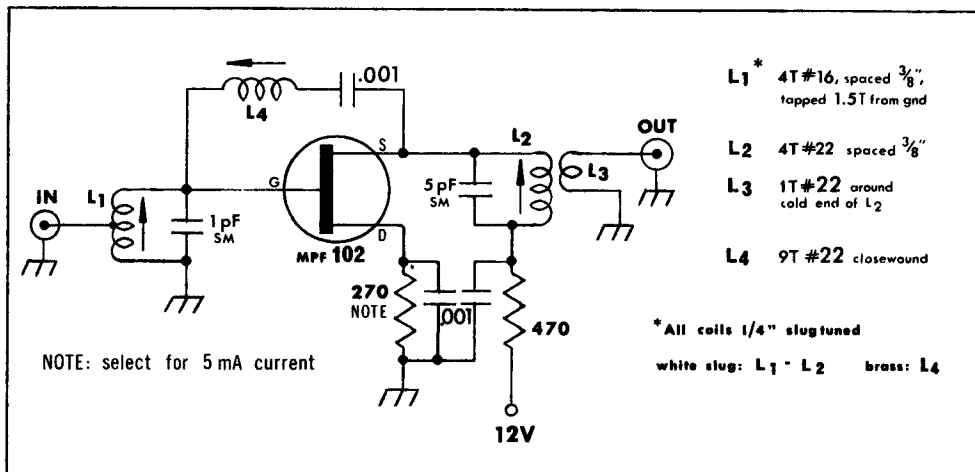 .001
L4
L2
OUT
S
L3
IN
L1
G
5 pF
SM
1 pF
SM
D
MPF 102
270
NOTE
.001
470
12V
NOTE: select for 5 mA current
L1* 4T #16, spaced 3/8",
tapped 1.5T from gnd
L2 4T #22 spaced 3/8"
L3 1T #22 around
cold end of L2
L4 9T #22 closewound
*All coils 1/4" slugtuned
white slug: L1 - L2 brass: L4